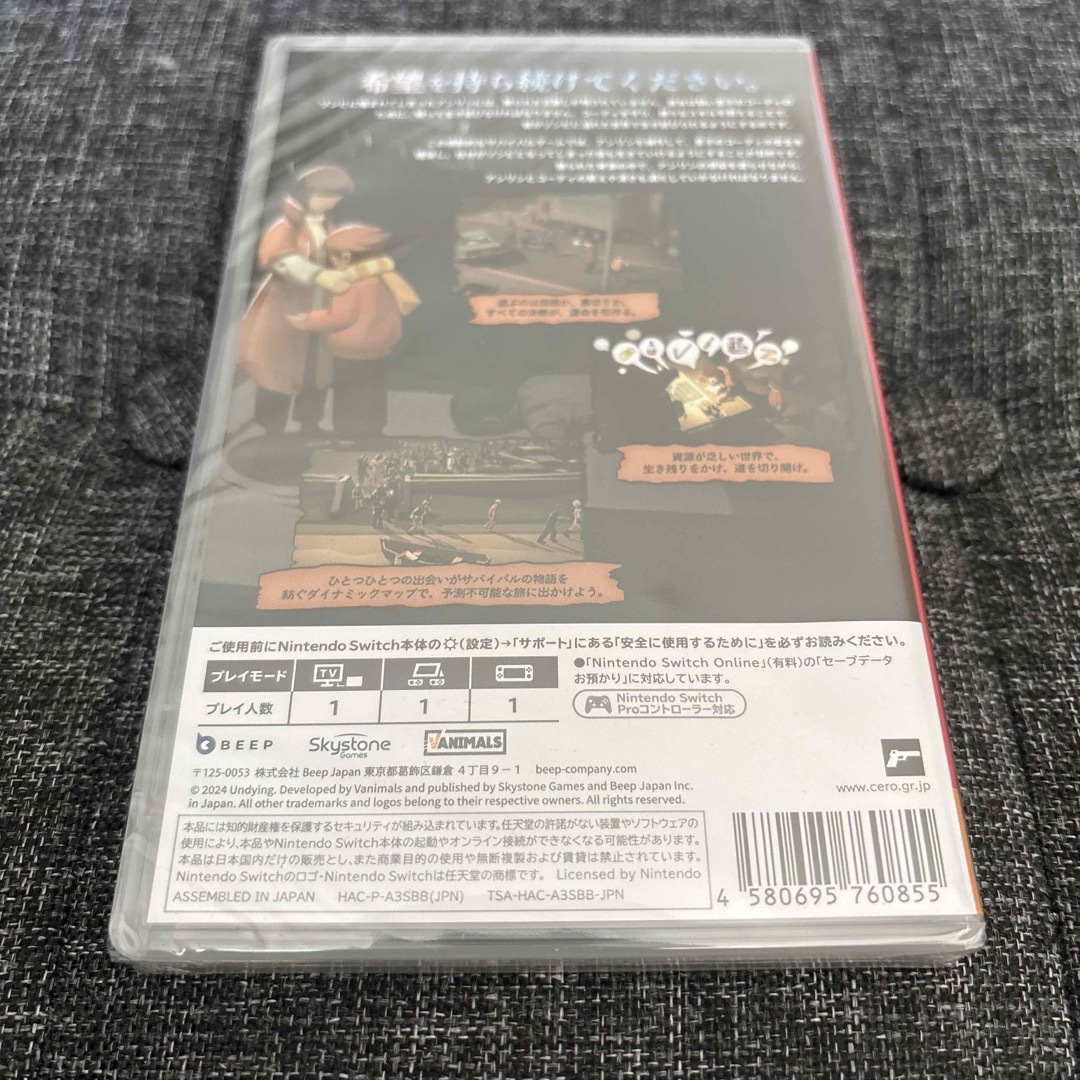 希望を持ち続けてください。
選ぶのは信頼か、裏切りか。
すべての決断が、運命を形作る。
資源が乏しい世界で、
生き残りをかけ、道を切り開け。
ひとつひとつの出会いがサバイバルの物語を
紡ぐダイナミックマップで、予測不可能な旅に出かけよう。
ご使用前にNintendo Switch本体の(設定)→「サポート」にある「安全に使用するために」を必ずお読みください。
プレイモード TV
プレイ人数 1 1 1
●「Nintendo Switch Online」(有料)の「セーブデータ
お預かり」に対応しています。
Nintendo Switch
Proコントローラー対応
BEEP Skystone Games VANIMALS
〒125-0053 株式会社 Beep Japan 東京都葛飾区鎌倉 4丁目9-1 beep-company.com
© 2024 Undying. Developed by Vanimals and published by Skystone Games and Beep Japan Inc.
in Japan. All other trademarks and logos belong to their respective owners. All rights reserved.
www.cero.gr.jp
本品には知的財産権を保護するセキュリティが組み込まれています。任天堂の許諾がない装置やソフトウェアの
使用により、本品やNintendo Switch本体の起動やオンライン接続ができなくなる可能性があります。
本品は日本国内だけの販売とし、また商業目的の使用や無断複製および賃貸は禁止されています。
Nintendo Switchのロゴ・Nintendo Switchは任天堂の商標です。 Licensed by Nintendo
ASSEMBLED IN JAPAN HAC-P-A3SBB(JPN) TSA-HAC-A3SBB-JPN
4 580695 760855